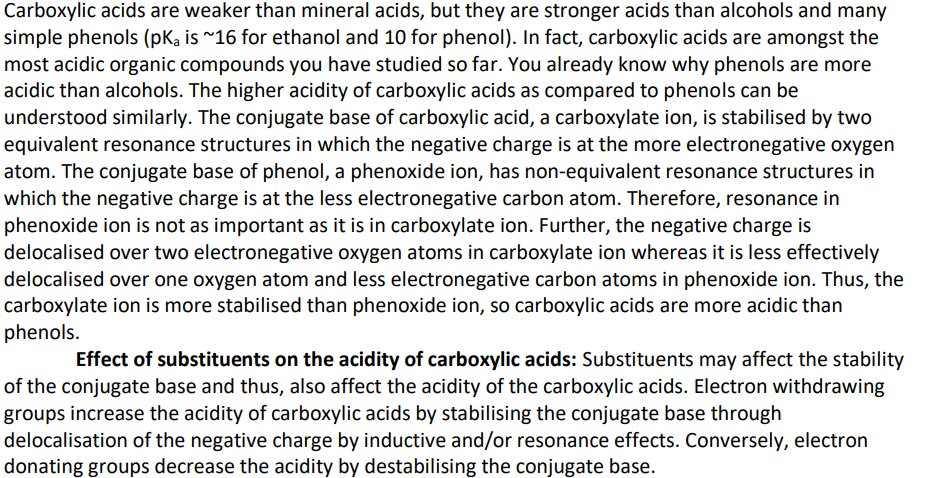 Carboxylic acids are weaker than mineral acids, but they are stronger acids than alcohols and many
simple phenols (pKₐ is ~16 for ethanol and 10 for phenol). In fact, carboxylic acids are amongst the
most acidic organic compounds you have studied so far. You already know why phenols are more
acidic than alcohols. The higher acidity of carboxylic acids as compared to phenols can be
understood similarly. The conjugate base of carboxylic acid, a carboxylate ion, is stabilised by two
equivalent resonance structures in which the negative charge is at the more electronegative oxygen
atom. The conjugate base of phenol, a phenoxide ion, has non-equivalent resonance structures in
which the negative charge is at the less electronegative carbon atom. Therefore, resonance in
phenoxide ion is not as important as it is in carboxylate ion. Further, the negative charge is
delocalised over two electronegative oxygen atoms in carboxylate ion whereas it is less effectively
delocalised over one oxygen atom and less electronegative carbon atoms in phenoxide ion. Thus, the
carboxylate ion is more stabilised than phenoxide ion, so carboxylic acids are more acidic than
phenols.
Effect of substituents on the acidity of carboxylic acids: Substituents may affect the stability
of the conjugate base and thus, also affect the acidity of the carboxylic acids. Electron withdrawing
groups increase the acidity of carboxylic acids by stabilising the conjugate base through
delocalisation of the negative charge by inductive and/or resonance effects. Conversely, electron
donating groups decrease the acidity by destabilising the conjugate base.